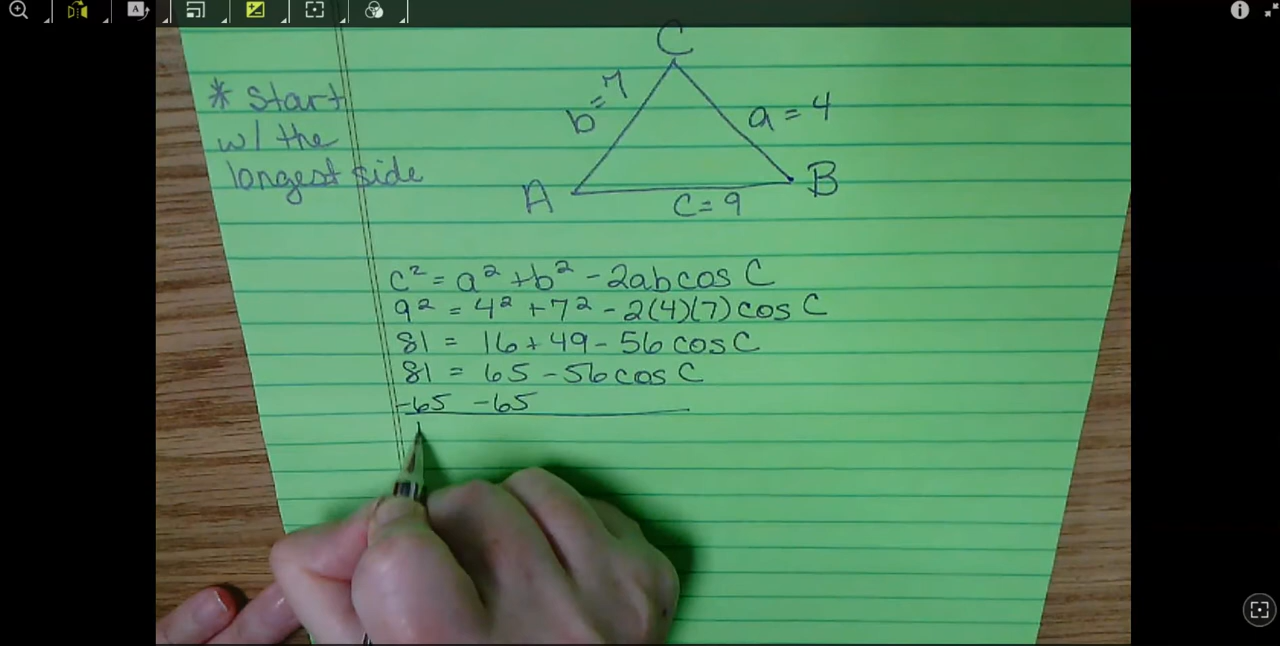 * Start
w/ the
longest side
C
b = 7
a = 4
A
B
c = 9
c² = a² + b² - 2ab cos C
9² = 4² + 7² - 2(4)(7) cos C
81 = 16 + 49 - 56 cos C
81 = 65 - 56 cos C
-65 -65
1